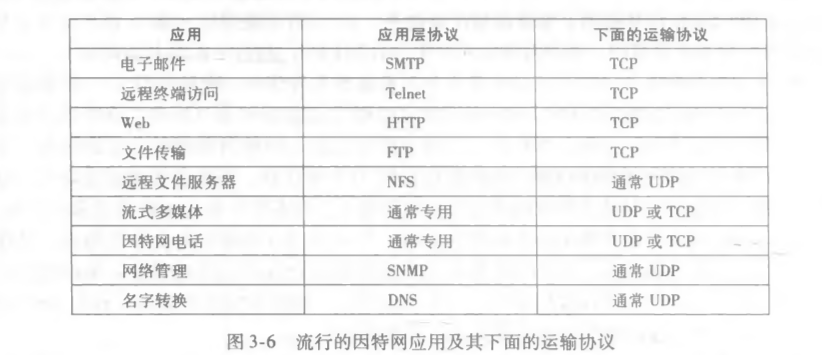 应用 应用层协议 下面的运输协议
电子邮件 SMTP TCP
远程终端访问 Telnet TCP
Web HTTP TCP
文件传输 FTP TCP
远程文件服务器 NFS 通常 UDP
流式多媒体 通常专用 UDP 或 TCP
因特网电话 通常专用 UDP 或 TCP
网络管理 SNMP 通常 UDP
名字转换 DNS 通常 UDP
图 3-6 流行的因特网应用及其下面的运输协议